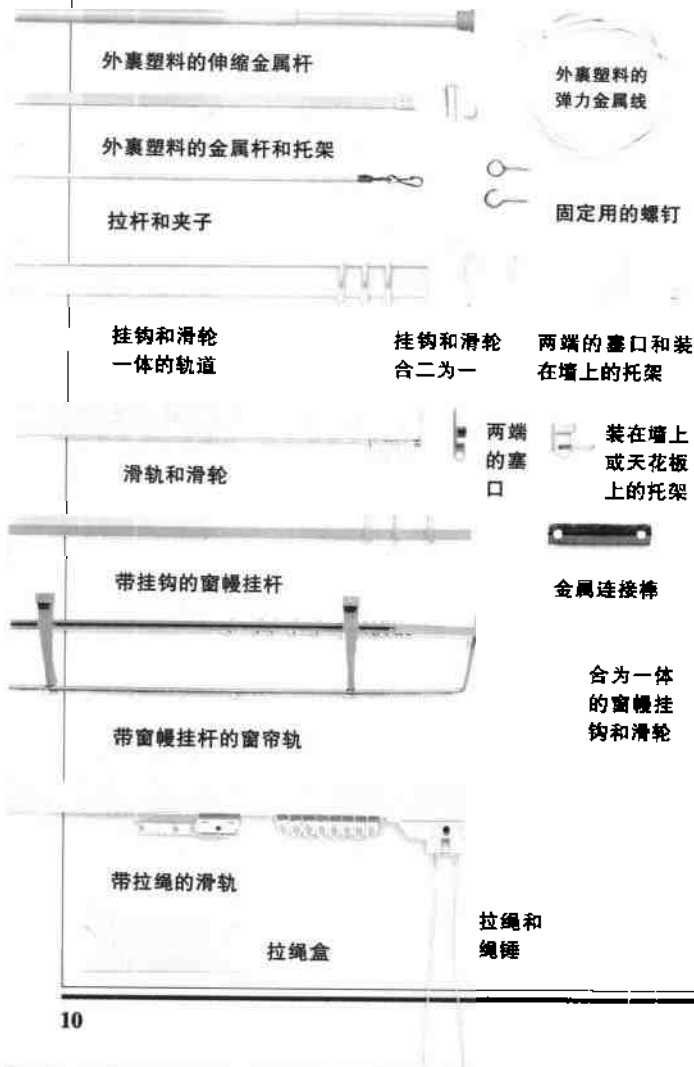 外裹塑料的伸缩金属杆
外裹塑料的
弹力金属线
外裹塑料的金属杆和托架
拉杆和夹子
固定用的螺钉
挂钩和滑轮
一体的轨道
挂钩和滑轮
合二为一
两端的塞口和装
在墙上的托架
滑轨和滑轮
两端
的塞
口
装在墙上
或天花板
上的托架
带挂钩的窗幔挂杆
金属连接棒
合为一体
的窗幔挂
钩和滑轮
带窗幔挂杆的窗帘轨
带拉绳的滑轨
拉绳盒
拉绳和
绳锤
10